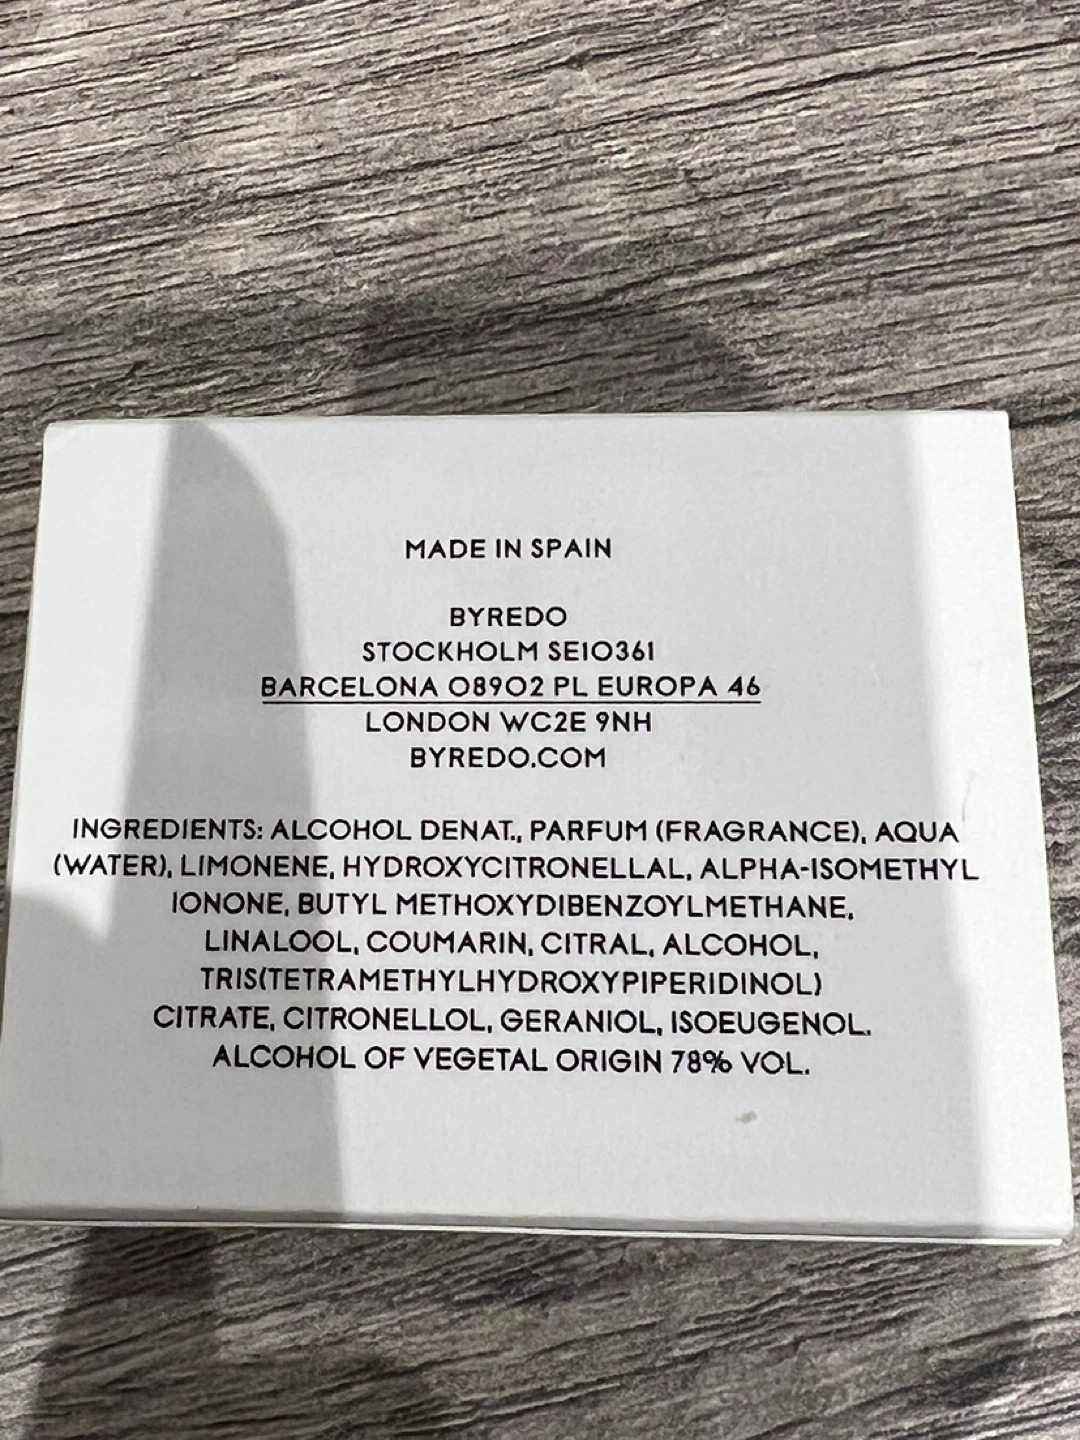 MADE IN SPAIN
BYREDO
STOCKHOLM SE10361
BARCELONA 08902 PL EUROPA 46
LONDON WC2E 9NH
BYREDO.COM
INGREDIENTS: ALCOHOL DENAT., PARFUM (FRAGRANCE), AQUA
(WATER), LIMONENE, HYDROXYCITRONELLAL, ALPHA-ISOMETHYL
IONONE, BUTYL METHOXYDIBENZOYLMETHANE,
LINALOOL, COUMARIN, CITRAL, ALCOHOL,
TRIS(TETRAMETHYLHYDROXYPIPERIDINOL)
CITRATE, CITRONELLOL, GERANIOL, ISOEUGENOL.
ALCOHOL OF VEGETAL ORIGIN 78% VOL.